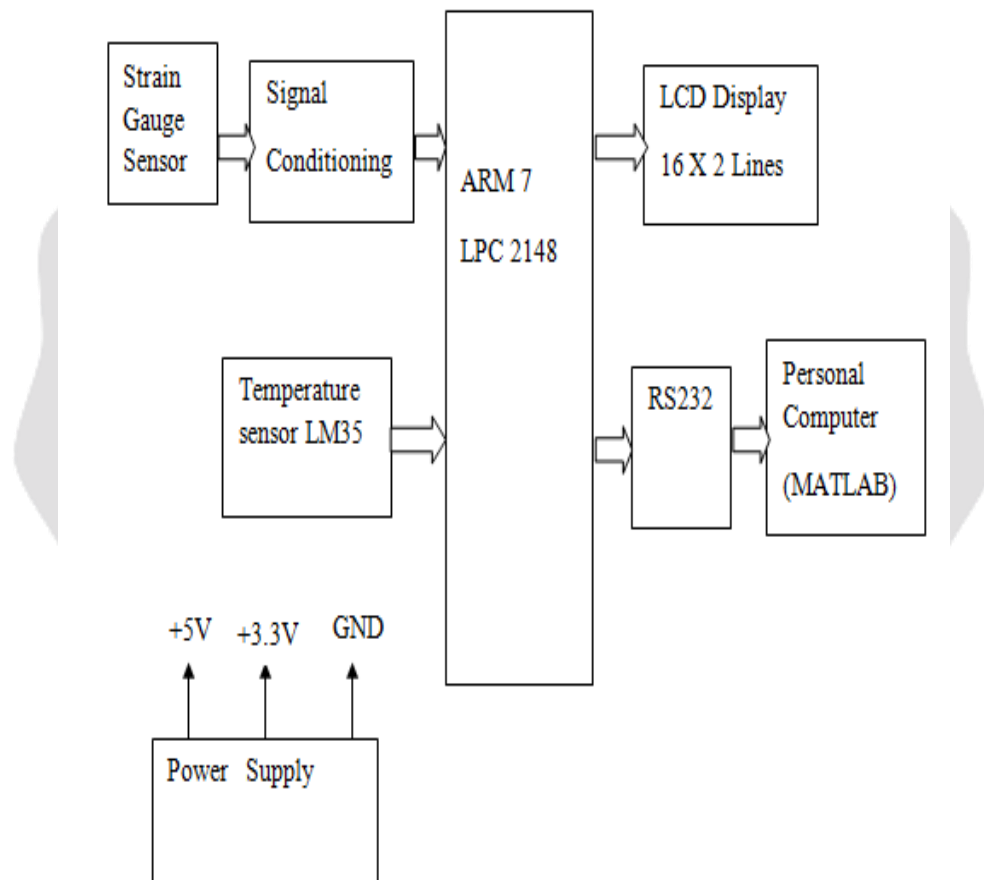 Strain
Gauge
Sensor
Signal
Conditioning
ARM 7
LPC 2148
LCD Display
16 X 2 Lines
Temperature
sensor LM35
RS232
Personal
Computer
(MATLAB)
+5V
+3.3V
GND
Power Supply